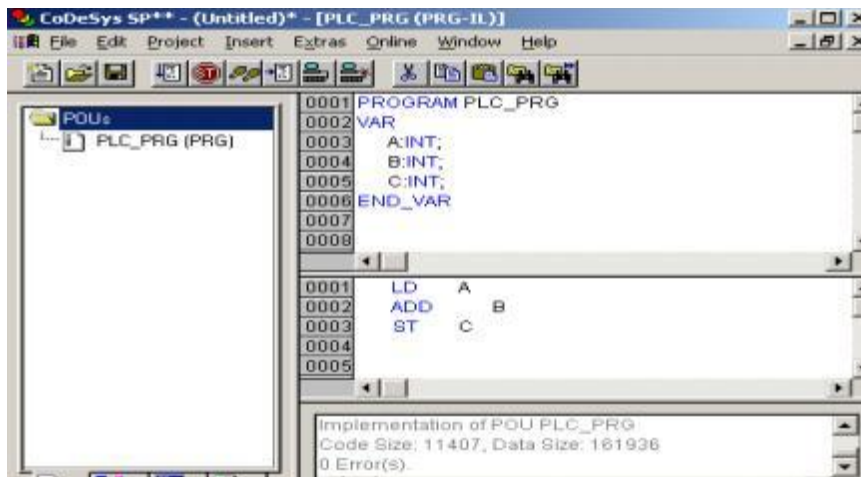 CoDeSys SP** - (Untitled)* - [PLC_PRG (PRG-IL)]
File Edit Project Insert Extras Online Window Help
POUs
PLC_PRG (PRG)
0001 PROGRAM PLC_PRG
0002 VAR
0003 A:INT;
0004 B:INT;
0005 C:INT;
0006 END_VAR
0007
0008
0001 LD A
0002 ADD B
0003 ST C
0004
0005
Implementation of POU PLC_PRG
Code Size: 11407, Data Size: 161936
0 Error(s).